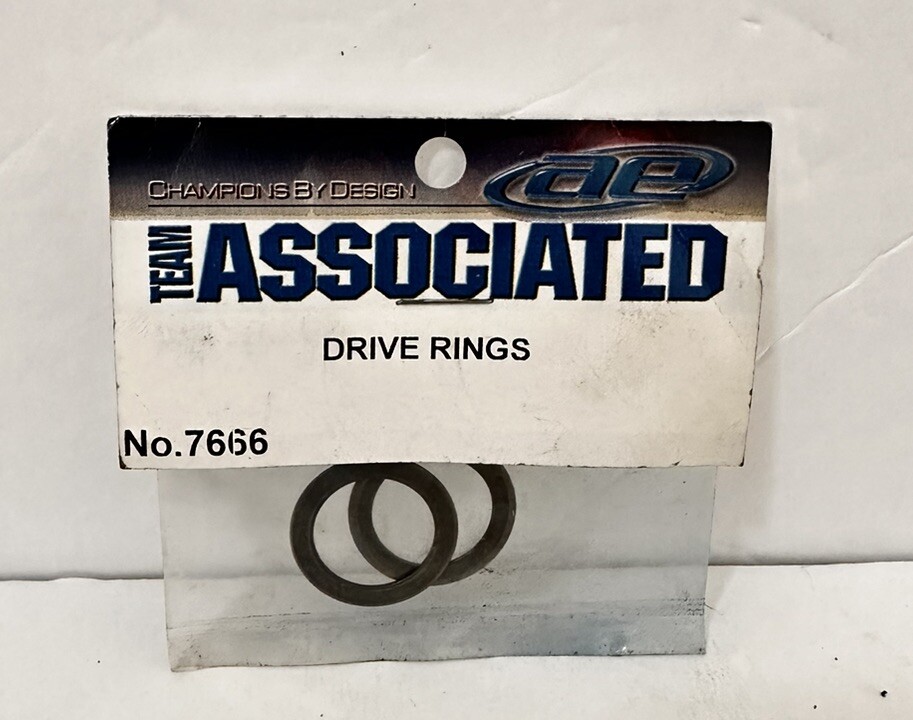 CHAMPIONS BY DESIGN
ae
TEAM ASSOCIATED
DRIVE RINGS
No.7666